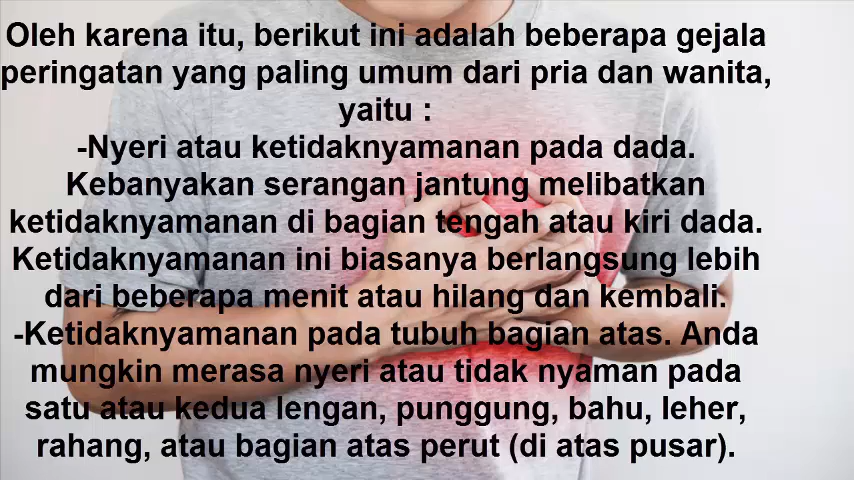 Oleh karena itu, berikut ini adalah beberapa gejala
peringatan yang paling umum dari pria dan wanita,
yaitu :
-Nyeri atau ketidaknyamanan pada dada.
Kebanyakan serangan jantung melibatkan
ketidaknyamanan di bagian tengah atau kiri dada.
Ketidaknyamanan ini biasanya berlangsung lebih
dari beberapa menit atau hilang dan kembali.
-Ketidaknyamanan pada tubuh bagian atas. Anda
mungkin merasa nyeri atau tidak nyaman pada
satu atau kedua lengan, punggung, bahu, leher,
rahang, atau bagian atas perut (di atas pusar).